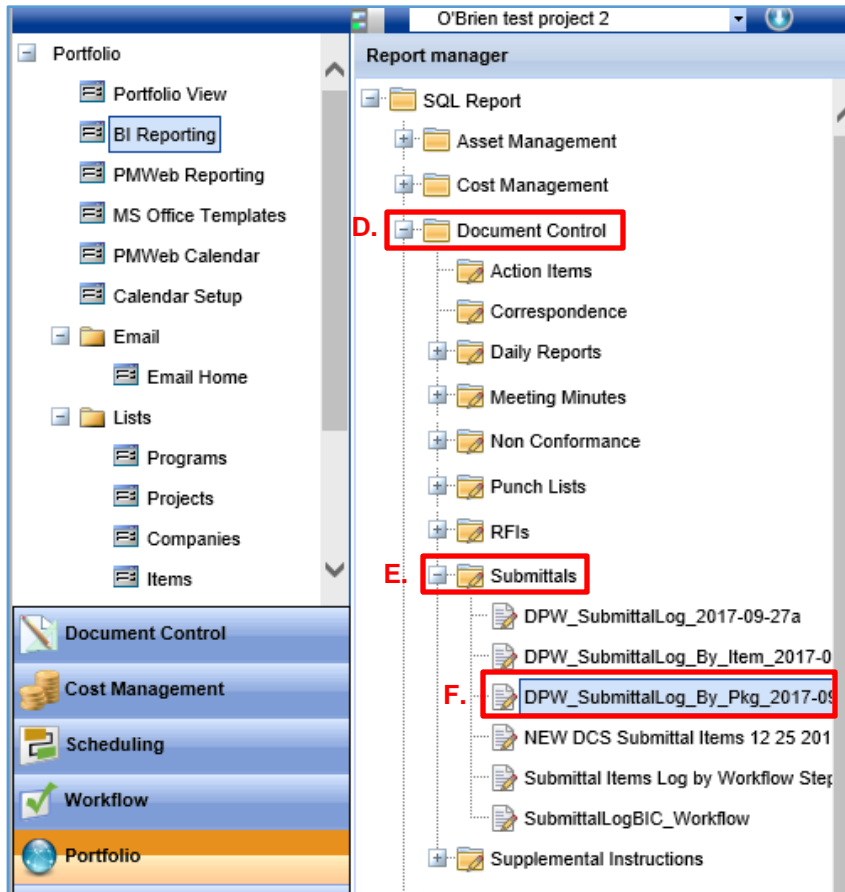 O'Brien test project 2
Portfolio
Portfolio View
BI Reporting
PMWeb Reporting
MS Office Templates
PMWeb Calendar
Calendar Setup
Email
Email Home
Lists
Programs
Projects
Companies
Items
Document Control
Cost Management
Scheduling
Workflow
Portfolio
Report manager
SQL Report
Asset Management
Cost Management
D. Document Control
Action Items
Correspondence
Daily Reports
Meeting Minutes
Non Conformance
Punch Lists
RFIs
E. Submittals
DPW_SubmittalLog_2017-09-27a
DPW_SubmittalLog_By_Item_2017-0
F. DPW_SubmittalLog_By_Pkg_2017-09
NEW DCS Submittal Items 12 25 201
Submittal Items Log by Workflow Step
SubmittalLogBIC_Workflow
Supplemental Instructions